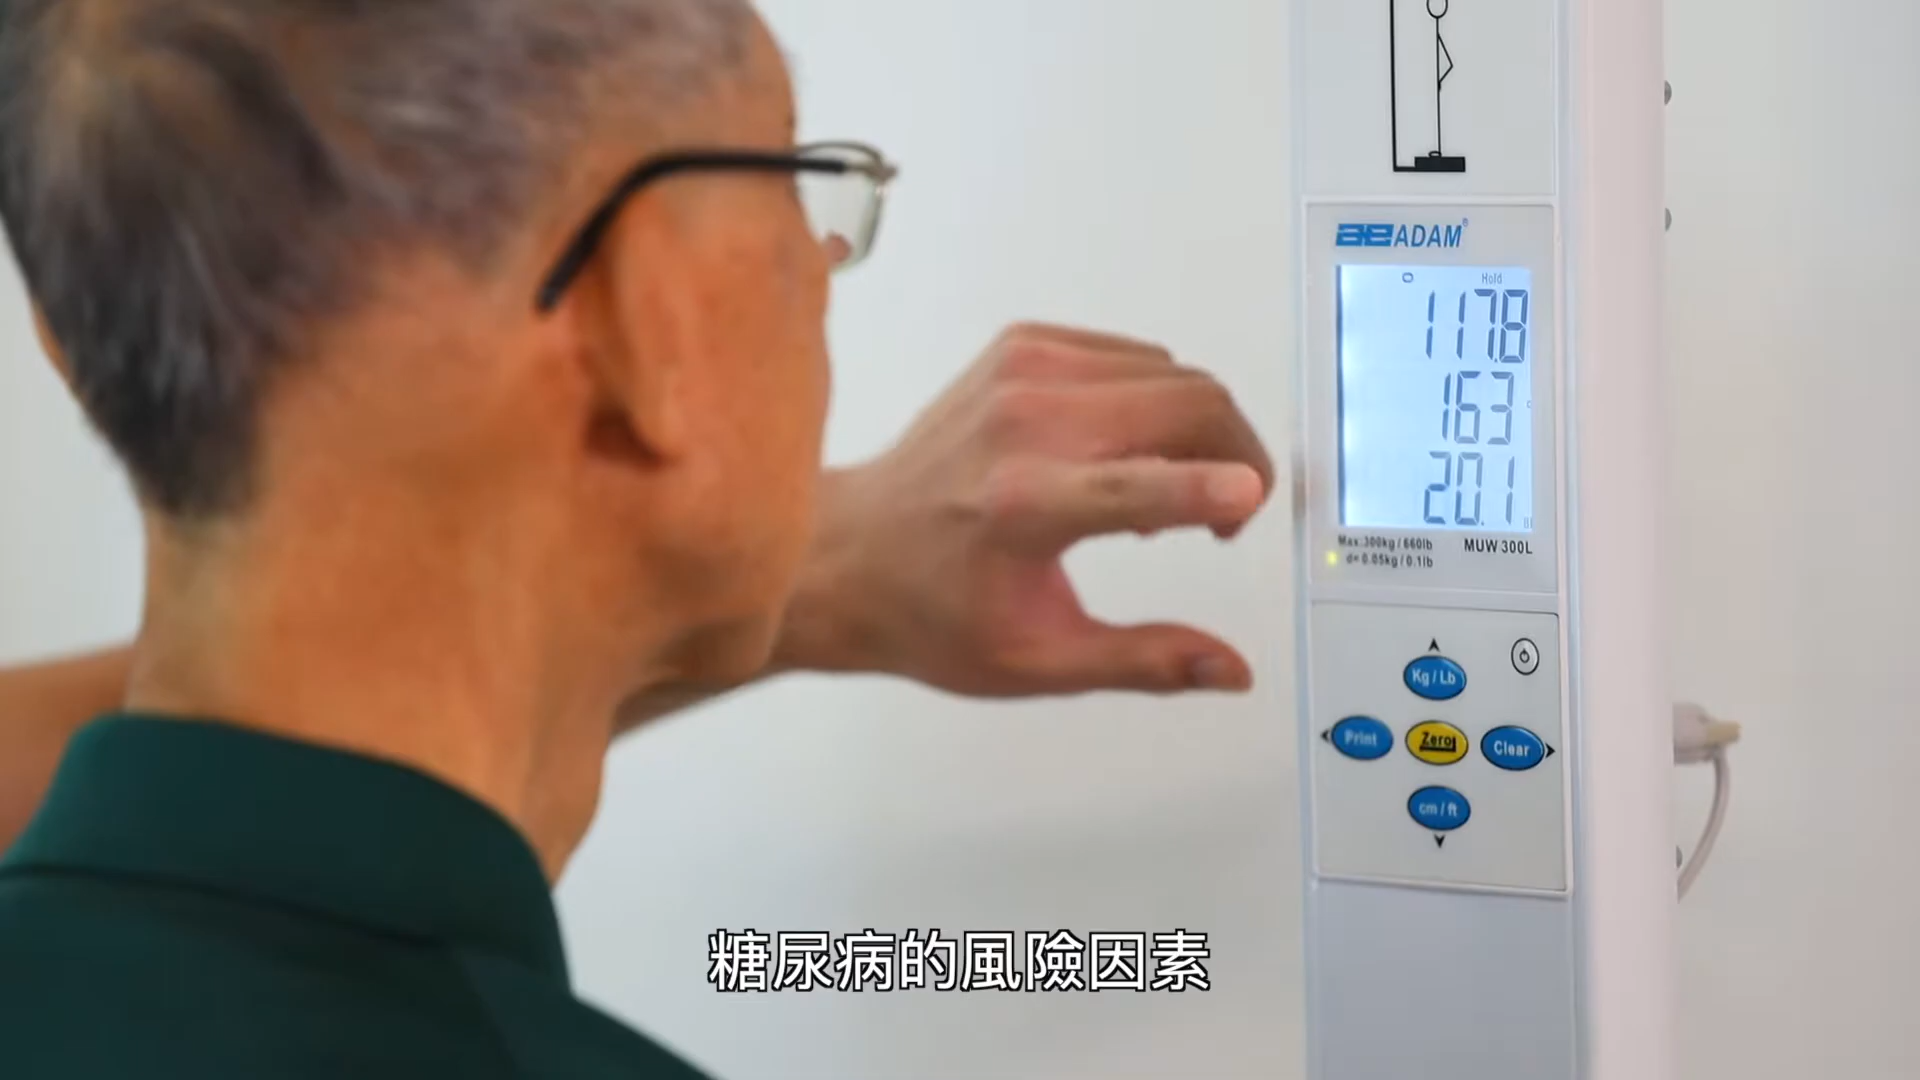 ADAM®
Hold
117.8
163
20.1
Max:300kg / 660lb
MUW 300L
d=0.05kg / 0.1lb
Kg / Lb
Print
Zero
Clear
cm / ft
糖尿病的風險因素